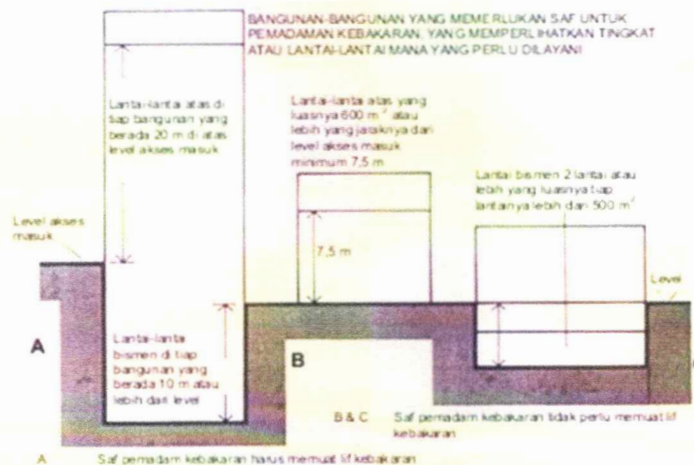 BANGUNAN-BANGUNAN YANG MEMERLUKAN SAF UNTUK
PEMADAMAN KEBAKARAN, YANG MEMPERLIHATKAN TINGKAT
ATAU LANTAI-LANTAI MANA YANG PERLU DILAYANI
Lantai-lantai atas di
tiap bangunan yang
berada 20 m di atas
level akses masuk
Lantai-lantai atas yang
luasnya 600 m² atau
lebih yang jaraknya dari
level akses masuk
minimum 7,5 m
Lantai bismen 2 lantai atau
lebih yang luasnya tiap
lantainya lebih dari 500 m²
Level akses
masuk
7,5 m
Level
A
Lantai-lantai
bismen di tiap
bangunan yang
berada 10 m atau
lebih dari level
B
B & C Saf pemadam kebakaran tidak perlu memuat lif
kebakaran
A Saf pemadam kebakaran harus memuat lif kebakaran